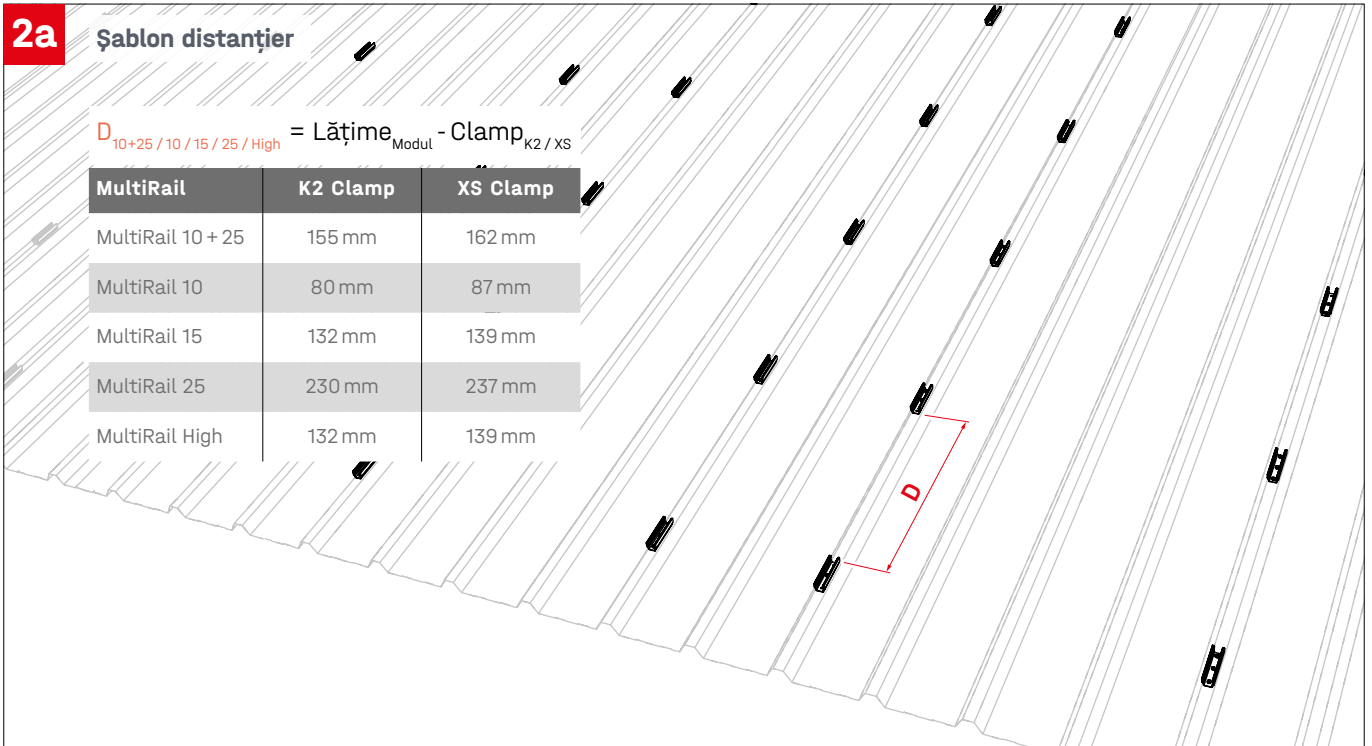 2a
Şablon distanțier
D10+25 / 10 / 15 / 25 / High = LățimeModul - ClampK2 / XS
MultiRail K2 Clamp XS Clamp
MultiRail 10 + 25 155 mm 162 mm
MultiRail 10 80 mm 87 mm
MultiRail 15 132 mm 139 mm
MultiRail 25 230 mm 237 mm
MultiRail High 132 mm 139 mm
D